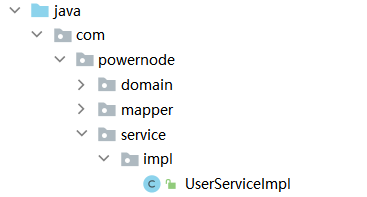 java
com
powernode
domain
mapper
service
impl
C UserServiceImpl